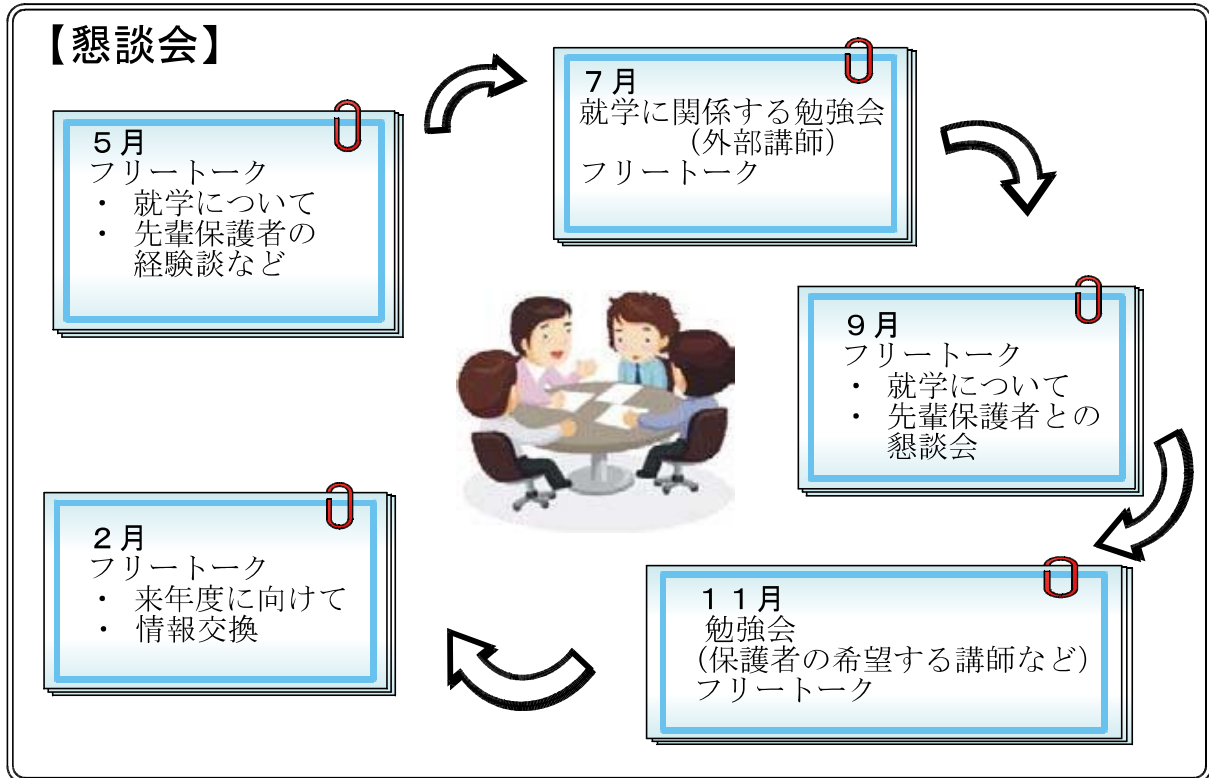 【懇談会】
５月
フリートーク
・ 就学について
・ 先輩保護者の
経験談など
７月
就学に関係する勉強会
（外部講師）
フリートーク
９月
フリートーク
・ 就学について
・ 先輩保護者との
懇談会
１１月
勉強会
（保護者の希望する講師など）
フリートーク
２月
フリートーク
・ 来年度に向けて
・ 情報交換